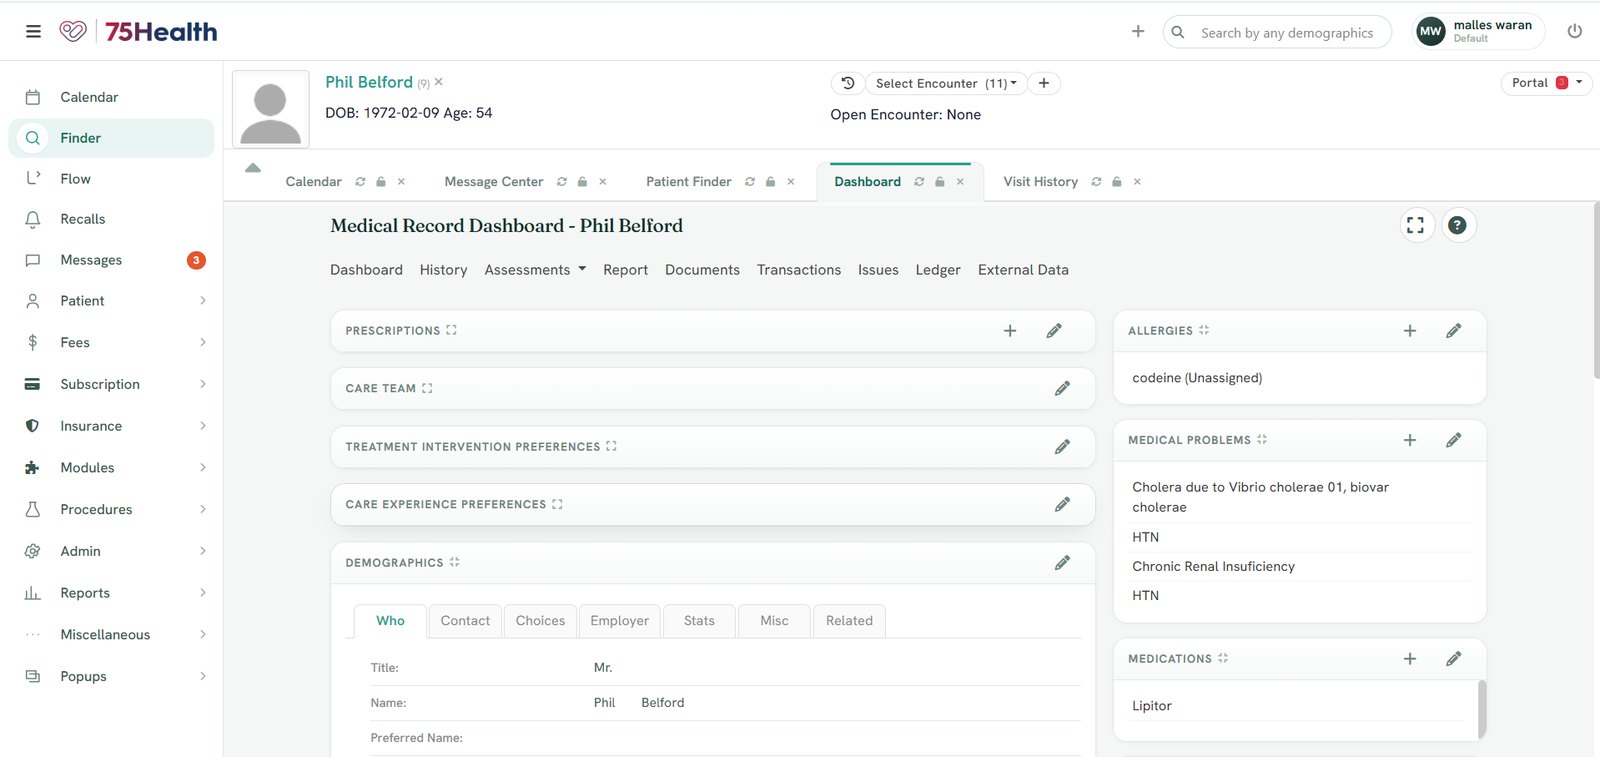 75Health
Search by any demographics
MW
malles waran
Default
Calendar
Finder
Flow
Recalls
Messages 3
Patient
Fees
Subscription
Insurance
Modules
Procedures
Admin
Reports
Miscellaneous
Popups
Phil Belford (9)
DOB: 1972-02-09 Age: 54
Select Encounter (11)
Open Encounter: None
Portal 3
Calendar
Message Center
Patient Finder
Dashboard
Visit History
Medical Record Dashboard - Phil Belford
Dashboard History Assessments Report Documents Transactions Issues Ledger External Data
PRESCRIPTIONS
CARE TEAM
TREATMENT INTERVENTION PREFERENCES
CARE EXPERIENCE PREFERENCES
DEMOGRAPHICS
Who Contact Choices Employer Stats Misc Related
Title: Mr.
Name: Phil Belford
Preferred Name:
ALLERGIES
codeine (Unassigned)
MEDICAL PROBLEMS
Cholera due to Vibrio cholerae 01, biovar
cholerae
HTN
Chronic Renal Insuficiency
HTN
MEDICATIONS
Lipitor